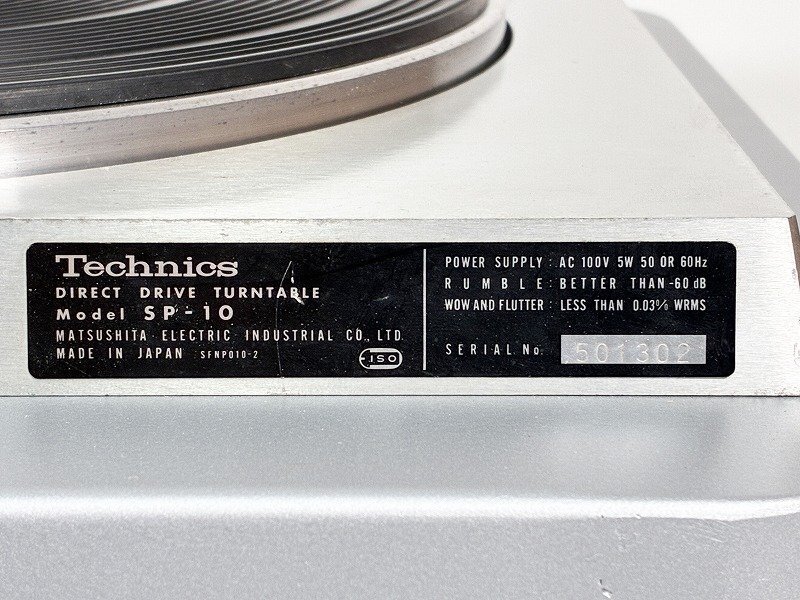 Technics
DIRECT DRIVE TURNTABLE
Model SP-10
MATSUSHITA ELECTRIC INDUSTRIAL CO., LTD.
MADE IN JAPAN SFNP010-2
ISO
POWER SUPPLY : AC 100V 5W 50 OR 60Hz
RUMBLE : BETTER THAN -60 dB
WOW AND FLUTTER : LESS THAN 0.03% WRMS
SERIAL No. 501302